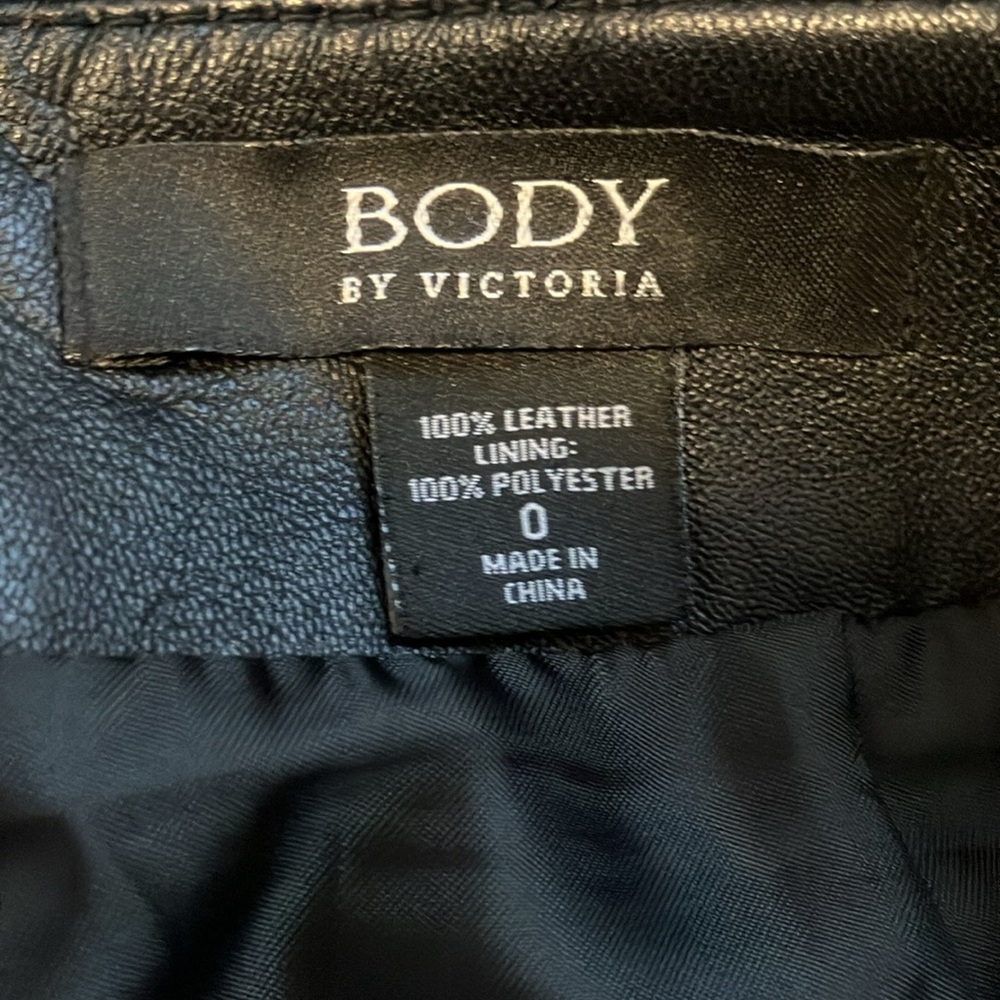 BODY
BY VICTORIA
100% LEATHER
LINING:
100% POLYESTER
0
MADE IN
CHINA